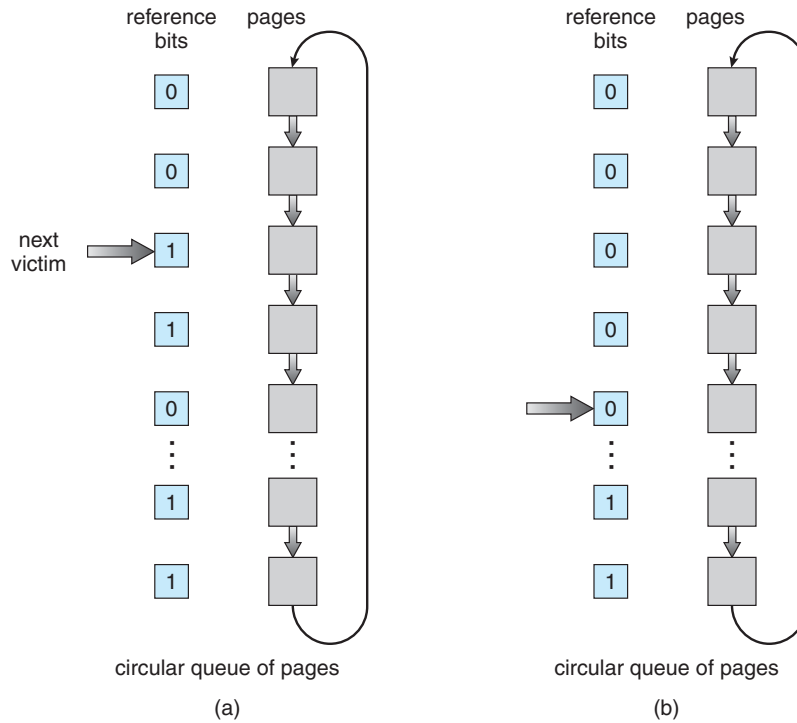 reference pages
bits
0
0
next victim 1
1
0
1
1
circular queue of pages
(a)
reference pages
bits
0
0
0
0
0
1
1
circular queue of pages
(b)